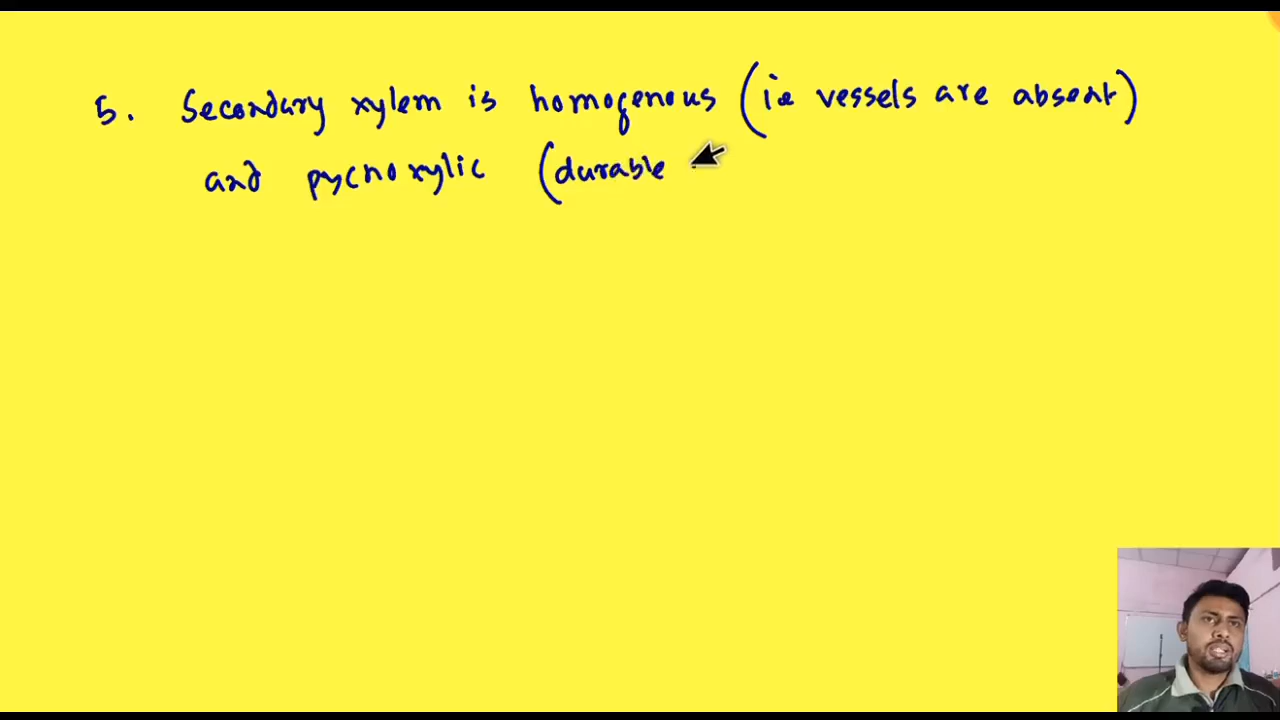 5. Secondary xylem is homogenous (ie vessels are absent)
and pycnoxylic (durable